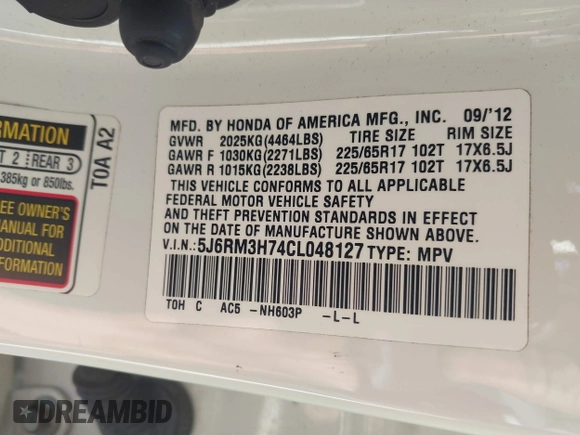 MFD. BY HONDA OF AMERICA MFG., INC. 09/'12
GVWR 2025KG(4464LBS) TIRE SIZE RIM SIZE
GAWR F 1030KG(2271LBS) 225/65R17 102T 17X6.5J
GAWR R 1015KG(2238LBS) 225/65R17 102T 17X6.5J
THIS VEHICLE CONFORMS TO ALL APPLICABLE
FEDERAL MOTOR VEHICLE SAFETY
AND THEFT PREVENTION STANDARDS IN EFFECT
ON THE DATE OF MANUFACTURE SHOWN ABOVE.
V.I.N.: 5J6RM3H74CL048127 TYPE: MPV
TOH C AC5 -NH603P -L-L
RMATION
T 2 REAR 3
385kg or 850lbs.
EE OWNER'S
MANUAL FOR
DDITIONAL
NFORMATION
T0A A2
DREAMBID